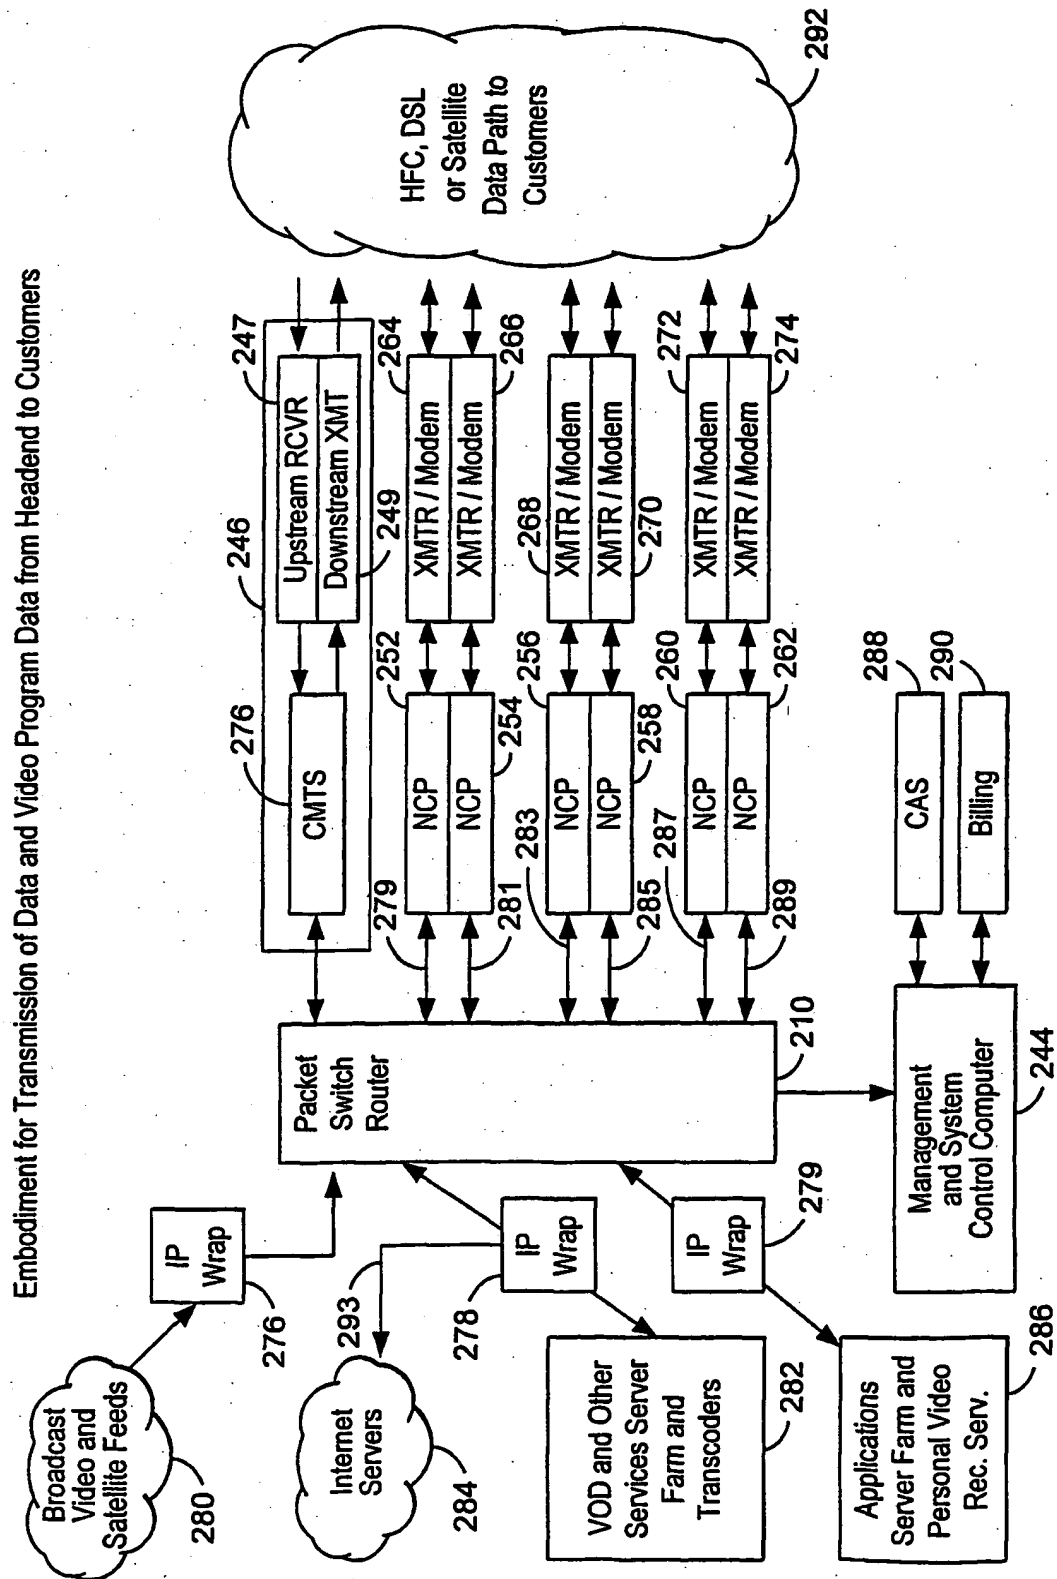 Embodiment for Transmission of Data and Video Program Data from Headend to Customers
Broadcast
Video and
Satellite Feeds
280
IP
Wrap
276
Internet
Servers
284
293
IP
Wrap
278
VOD and Other
Services Server
Farm and
Transcoders
282
IP
Wrap
279
Applications
Server Farm and
Personal Video
Rec. Serv.
286
Packet
Switch
Router
210
Management
and System
Control Computer
244
CAS
288
Billing
290
246
CMTS
276
Upstream RCVR
247
Downstream XMT
249
279
NCP
252
XMTR / Modem
264
281
NCP
254
XMTR / Modem
266
283
NCP
256
XMTR / Modem
268
285
NCP
258
XMTR / Modem
270
287
NCP
260
XMTR / Modem
272
289
NCP
262
XMTR / Modem
274
HFC, DSL
or Satellite
Data Path to
Customers
292